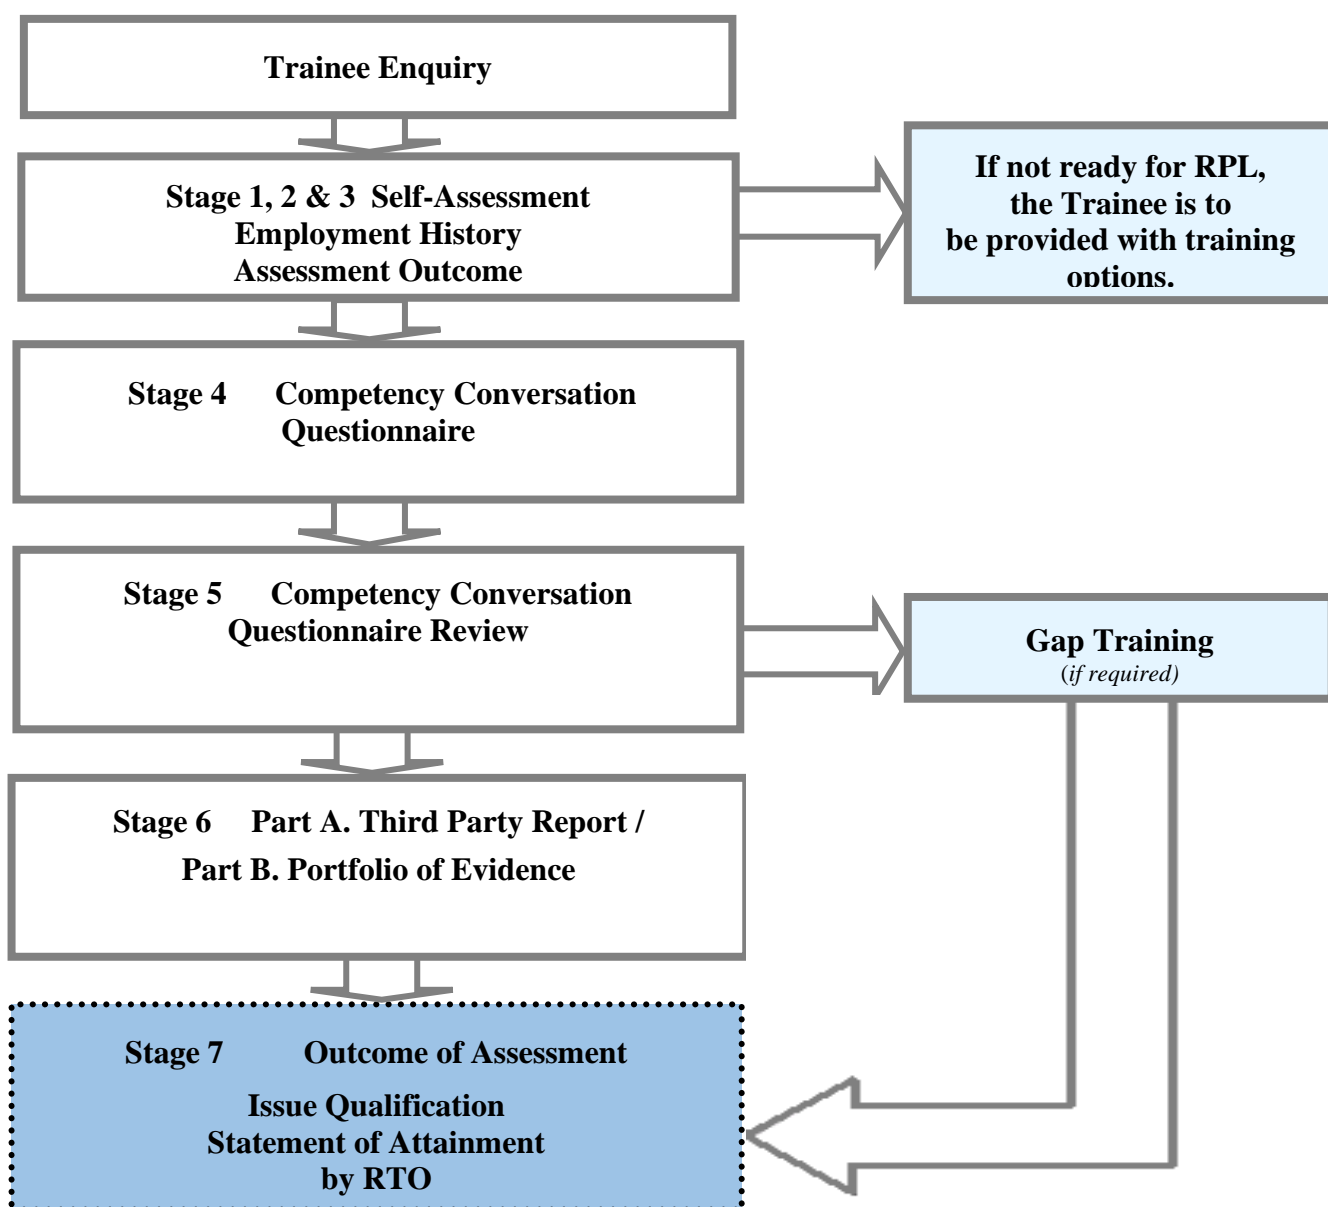 Trainee Enquiry
Stage 1, 2 & 3 Self-Assessment
Employment History
Assessment Outcome
If not ready for RPL,
the Trainee is to
be provided with training
options.
Stage 4 Competency Conversation
Questionnaire
Stage 5 Competency Conversation
Questionnaire Review
Gap Training
(if required)
Stage 6 Part A. Third Party Report /
Part B. Portfolio of Evidence
Stage 7 Outcome of Assessment
Issue Qualification
Statement of Attainment
by RTO